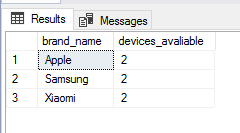 Results Messages
brand_name devices_avaliable
1 Apple 2
2 Samsung 2
3 Xiaomi 2